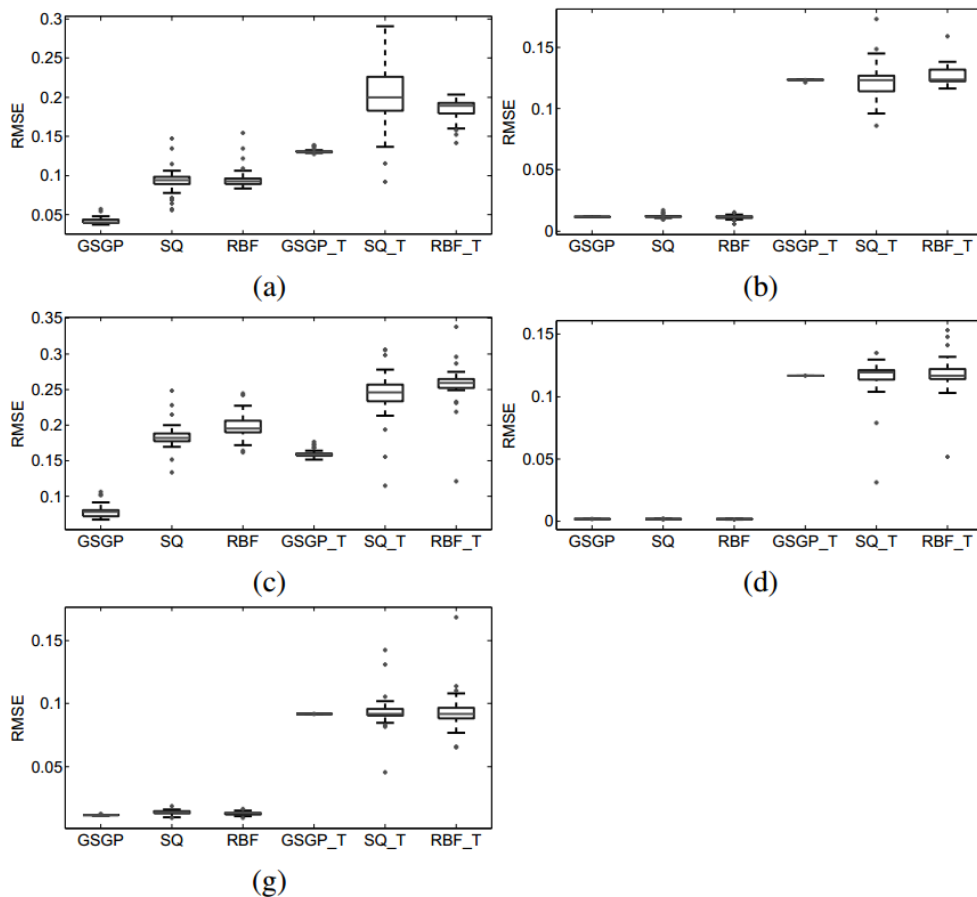 0.3
0.25
0.2
0.15
0.1
0.05
RMSE
GSGP SQ RBF GSGP_T SQ_T RBF_T
(a)
0.15
0.1
0.05
0
RMSE
GSGP SQ RBF GSGP_T SQ_T RBF_T
(b)
0.35
0.3
0.25
0.2
0.15
0.1
RMSE
GSGP SQ RBF GSGP_T SQ_T RBF_T
(c)
0.15
0.1
0.05
0
RMSE
GSGP SQ RBF GSGP_T SQ_T RBF_T
(d)
0.15
0.1
0.05
RMSE
GSGP SQ RBF GSGP_T SQ_T RBF_T
(g)